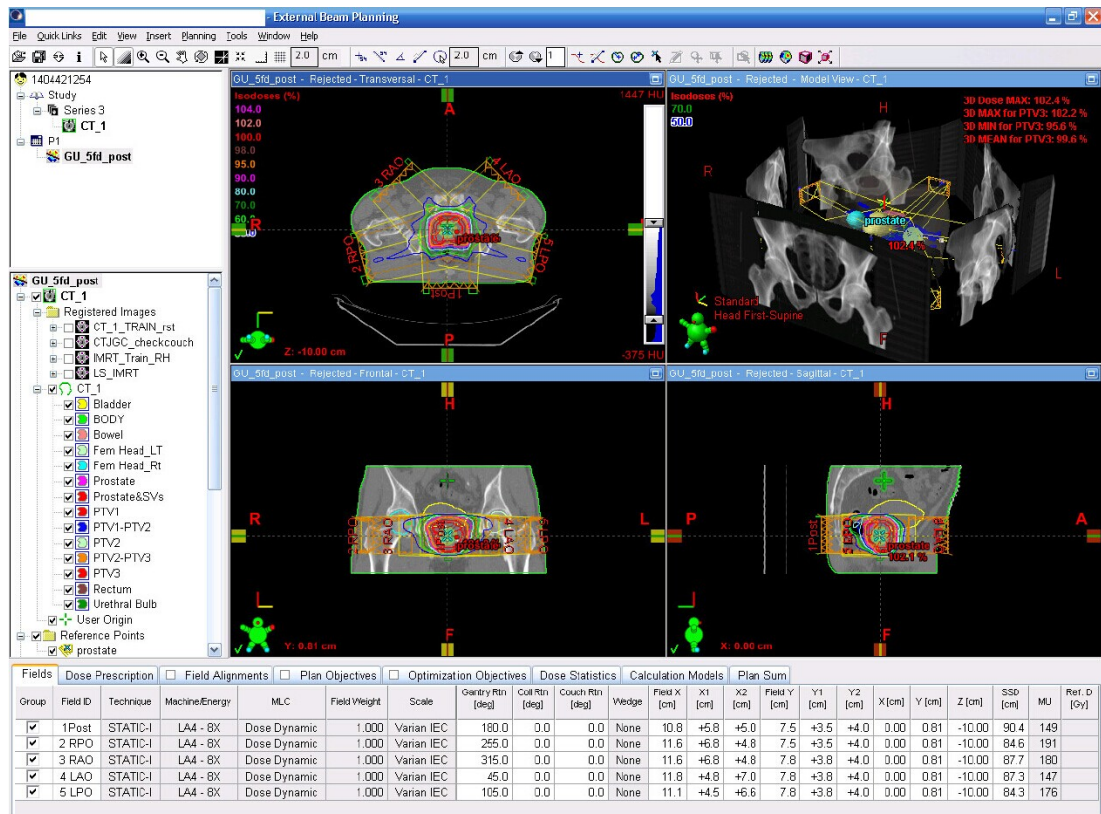 - External Beam Planning
File Quick Links Edit View Insert Planning Tools Window Help
2.0 cm 2.0 cm 1
1404421254
Study
Series 3
CT_1
P1
GU_5fd_post
GU_5fd_post
CT_1
Registered Images
CT_1_TRAIN_rst
CTJGC_checkcouch
IMRT_Train_RH
LS_IMRT
CT_1
Bladder
BODY
Bowel
Fem Head_LT
Fem Head_Rt
Prostate
Prostate&SVs
PTV1
PTV1-PTV2
PTV2
PTV2-PTV3
PTV3
Rectum
Urethral Bulb
User Origin
Reference Points
prostate
GU_5fd_post - Rejected - Transversal - CT_1
Isodoses (%)
104.0
102.0
100.0
98.0
95.0
90.0
80.0
70.0
1447 HU
A
3 RAO
4 LAO
R
2 RPO
5 LPO
1Post
P
Z: -10.00 cm
-375 HU
GU_5fd_post - Rejected - Model View - CT_1
Isodoses (%)
70.0
50.0
3D Dose MAX: 102.4 %
3D MAX for PTV3: 102.2 %
3D MIN for PTV3: 95.6 %
3D MEAN for PTV3: 99.6 %
H
R
prostate
102.4 %
L
Standard
Head First-Supine
F
GU_5fd_post - Rejected - Frontal - CT_1
H
R
2 RPO
3 RAO
4 LAO
5 LPO
L
F
Y: 0.81 cm
GU_5fd_post - Rejected - Sagittal - CT_1
H
P
1Post
A
prostate
102.1 %
F
X: 0.00 cm
Fields Dose Prescription Field Alignments Plan Objectives Optimization Objectives Dose Statistics Calculation Models Plan Sum
Group Field ID Technique Machine/Energy MLC Field Weight Scale Gantry Rtn [deg] Coll Rtn [deg] Couch Rtn [deg] Wedge Field X [cm] X1 [cm] X2 [cm] Field Y [cm] Y1 [cm] Y2 [cm] X [cm] Y [cm] Z [cm] SSD [cm] MU Ref. D [Gy]
1Post STATIC-I LA4 - 8X Dose Dynamic 1.000 Varian IEC 180.0 0.0 0.0 None 10.8 +5.8 +5.0 7.5 +3.5 +4.0 0.00 0.81 -10.00 90.4 149
2 RPO STATIC-I LA4 - 8X Dose Dynamic 1.000 Varian IEC 255.0 0.0 0.0 None 11.6 +6.8 +4.8 7.5 +3.5 +4.0 0.00 0.81 -10.00 84.6 191
3 RAO STATIC-I LA4 - 8X Dose Dynamic 1.000 Varian IEC 315.0 0.0 0.0 None 11.6 +6.8 +4.8 7.8 +3.8 +4.0 0.00 0.81 -10.00 87.7 180
4 LAO STATIC-I LA4 - 8X Dose Dynamic 1.000 Varian IEC 45.0 0.0 0.0 None 11.8 +4.8 +7.0 7.8 +3.8 +4.0 0.00 0.81 -10.00 87.3 147
5 LPO STATIC-I LA4 - 8X Dose Dynamic 1.000 Varian IEC 105.0 0.0 0.0 None 11.1 +4.5 +6.6 7.8 +3.8 +4.0 0.00 0.81 -10.00 84.3 176